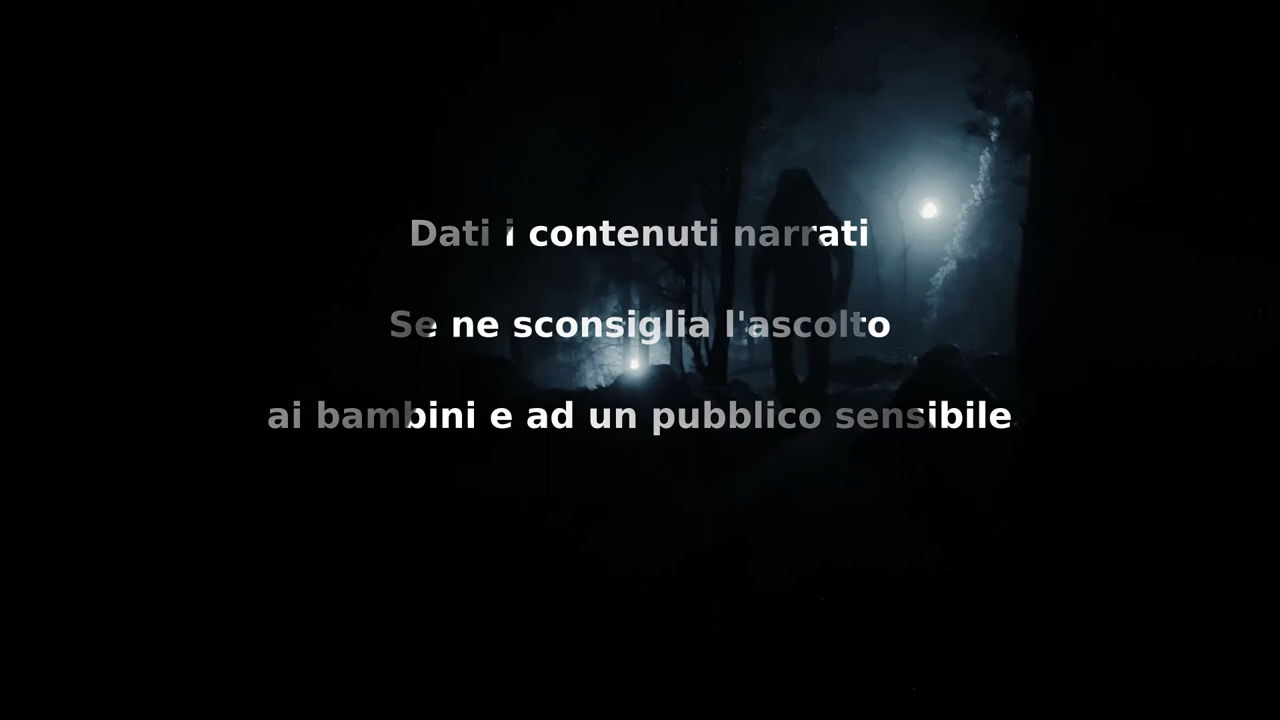 Dati i contenuti narrati
Se ne sconsiglia l'ascolto
ai bambini e ad un pubblico sensibile